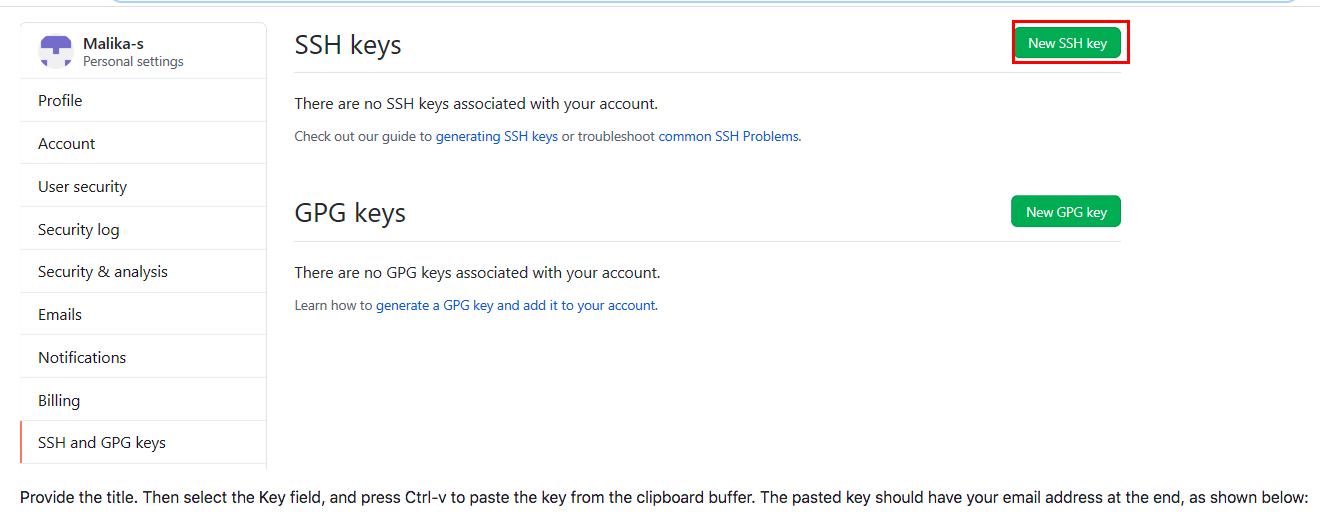 Malika-s
Personal settings
Profile
Account
User security
Security log
Security & analysis
Emails
Notifications
Billing
SSH and GPG keys
SSH keys
New SSH key
There are no SSH keys associated with your account.
Check out our guide to generating SSH keys or troubleshoot common SSH Problems.
GPG keys
New GPG key
There are no GPG keys associated with your account.
Learn how to generate a GPG key and add it to your account.
Provide the title. Then select the Key field, and press Ctrl-v to paste the key from the clipboard buffer. The pasted key should have your email address at the end, as shown below: